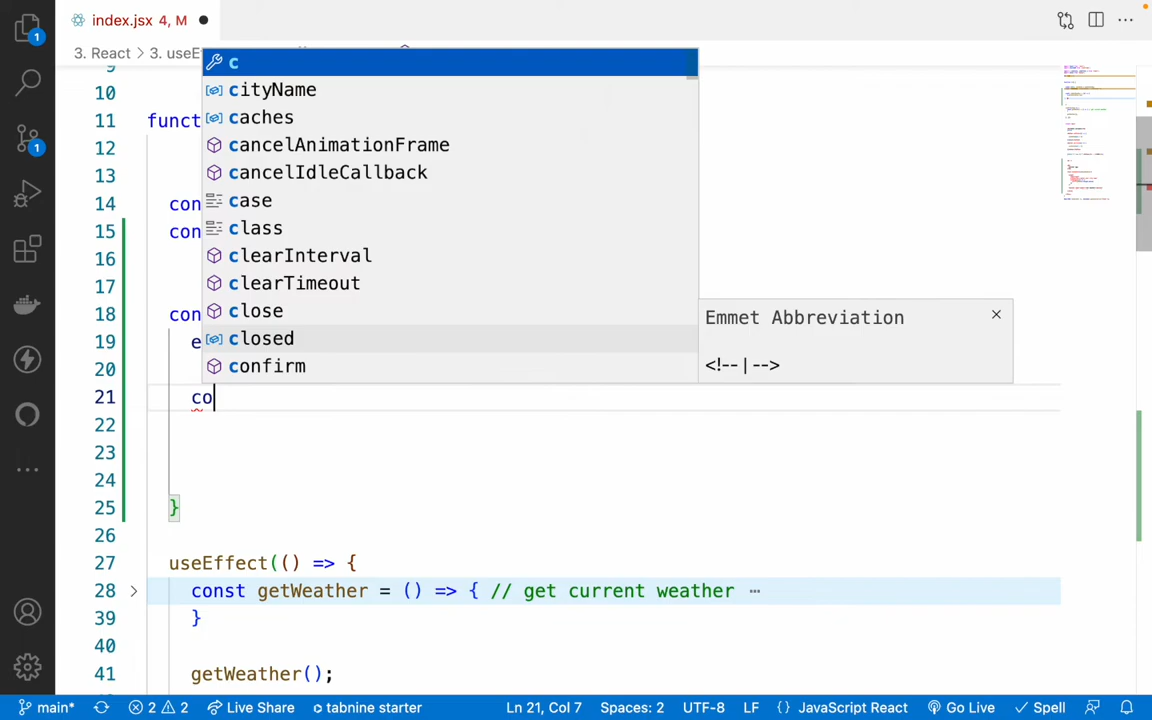 index.jsx 4, M
3. React > 3. useE
c
cityName
caches
cancelAnimationFrame
cancelIdleCallback
case
class
clearInterval
clearTimeout
close
closed
confirm
Emmet Abbreviation
<!--|-->
9
10
11 funct
12
13
14 con
15 con
16
17
18 con
19 e
20
21 co
22
23
24
25 }
26
27 useEffect(() => {
28 const getWeather = () => { // get current weather ⋯
39 }
40
41 getWeather();
1
1
main* 2 2 Live Share tabnine starter Ln 21, Col 7 Spaces: 2 UTF-8 LF {} JavaScript React Go Live Spell